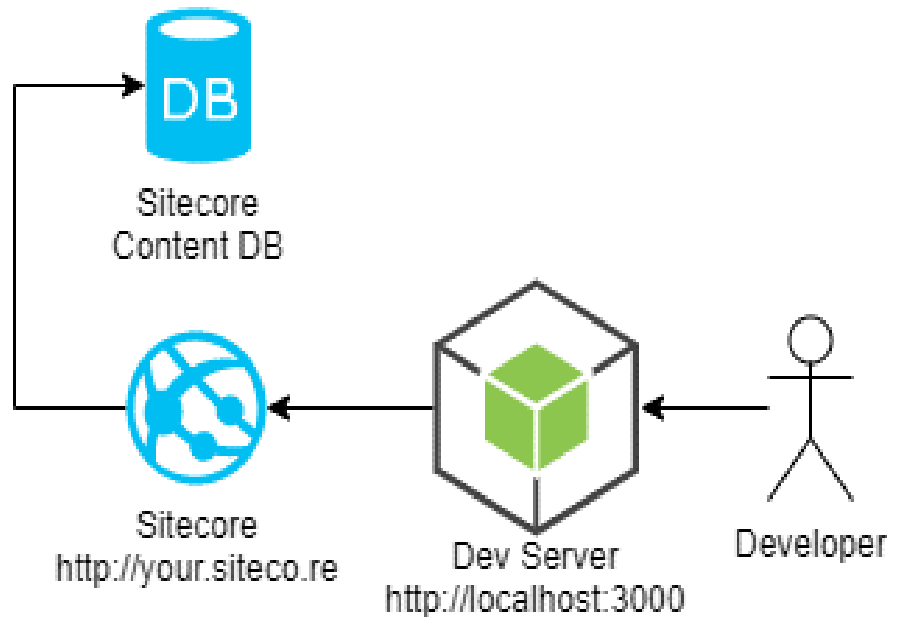 DB
Sitecore
Content DB
Sitecore
http://your.siteco.re
Dev Server
http://localhost:3000
Developer